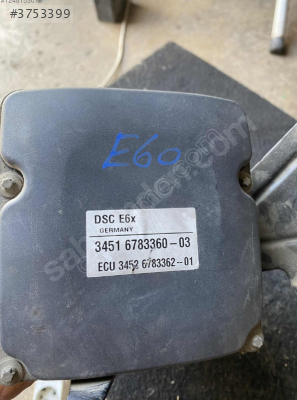 #3753399
E60
DSC E6x
GERMANY
3451 6783360-03
ECU 3452 6783362-01
sahibinden.com